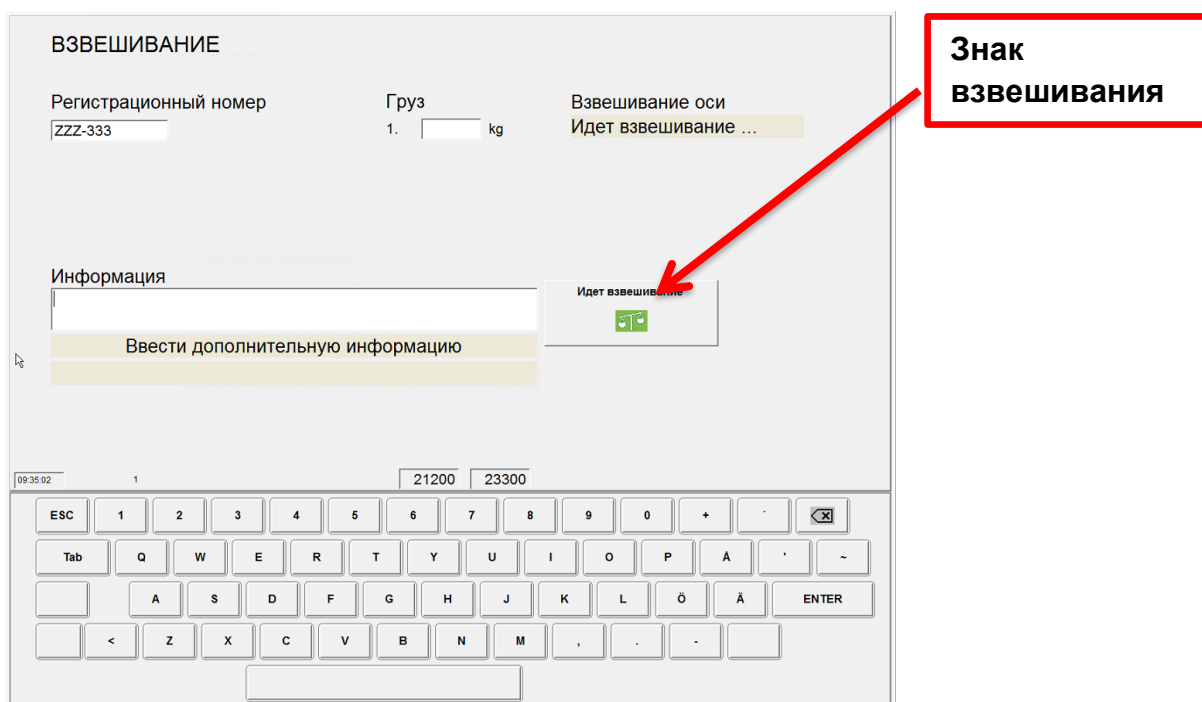 ВЗВЕШИВАНИЕ
Знак
взвешивания
Регистрационный номер Груз Взвешивание оси
ZZZ-333 1. kg Идет взвешивание ...
Информация
Идет взвешивание
Ввести дополнительную информацию
09:35:02 1 21200 23300
ESC 1 2 3 4 5 6 7 8 9 0 + ´
Tab Q W E R T Y U I O P Å ' ~
A S D F G H J K L Ö Ä ENTER
< Z X C V B N M , . -